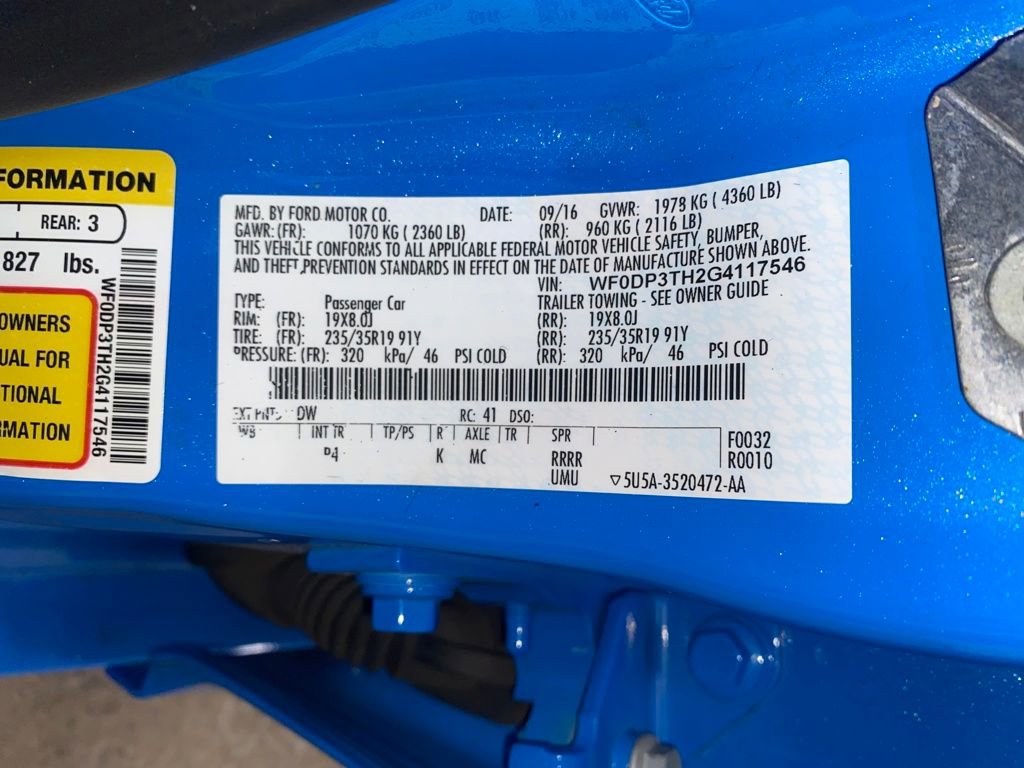 FORMATION
REAR: 3
827 lbs.
OWNERS
UAL FOR
TIONAL
RMATION
WF0DP3TH2G4117546
MFD. BY FORD MOTOR CO. DATE: 09/16 GVWR: 1978 KG ( 4360 LB)
GAWR: (FR): 1070 KG ( 2360 LB) (RR): 960 KG ( 2116 LB)
THIS VEHICLE CONFORMS TO ALL APPLICABLE FEDERAL MOTOR VEHICLE SAFETY, BUMPER,
AND THEFT PREVENTION STANDARDS IN EFFECT ON THE DATE OF MANUFACTURE SHOWN ABOVE.
VIN: WF0DP3TH2G4117546
TYPE: Passenger Car TRAILER TOWING - SEE OWNER GUIDE
RIM: (FR): 19X8.0J (RR): 19X8.0J
TIRE: (FR): 235/35R19 91Y (RR): 235/35R19 91Y
PRESSURE: (FR): 320 kPa/ 46 PSI COLD (RR): 320 kPa/ 46 PSI COLD
EXT PNT: DW RC: 41 DSO:
WB INT TR TP/PS R AXLE TR SPR F0032
P4 K MC RRRR R0010
UMU ▽5U5A-3520472-AA